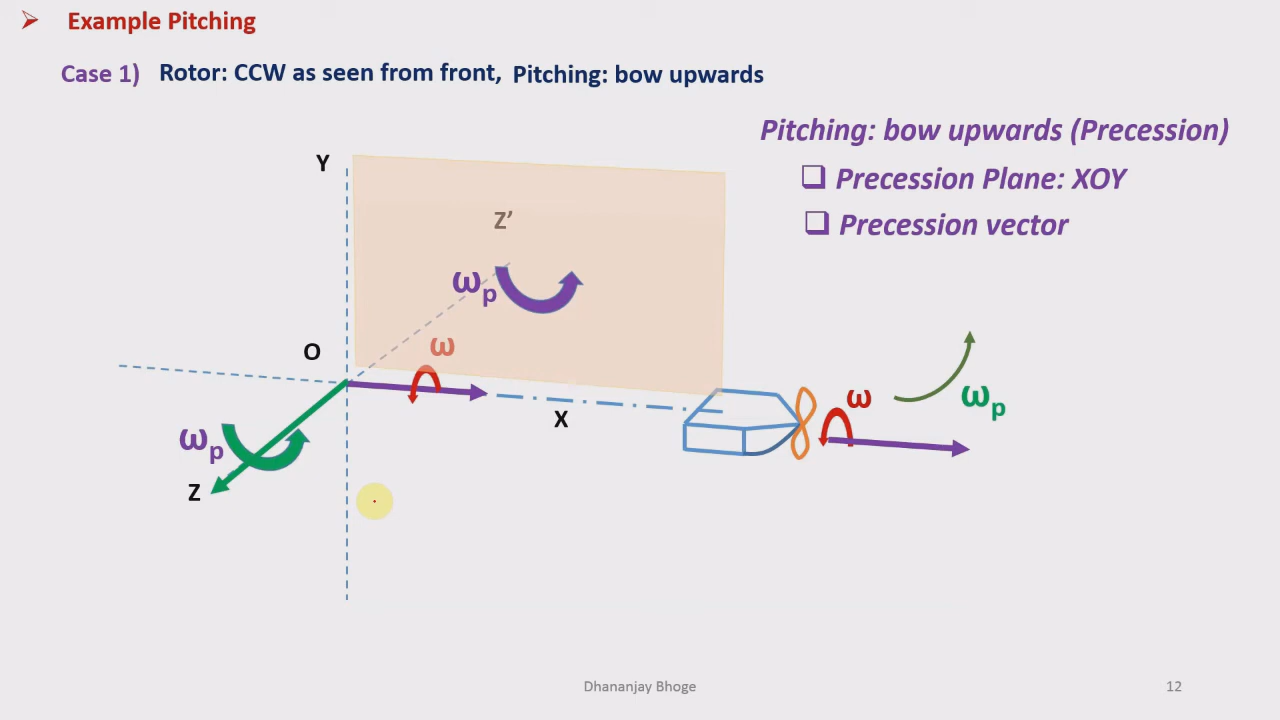 Example Pitching
Case 1) Rotor: CCW as seen from front, Pitching: bow upwards
Pitching: bow upwards (Precession)
Precession Plane: XOY
Precession vector
Y
Z’
ωp
O
ω
X
ω
ωp
ωp
Z
Dhananjay Bhoge
12